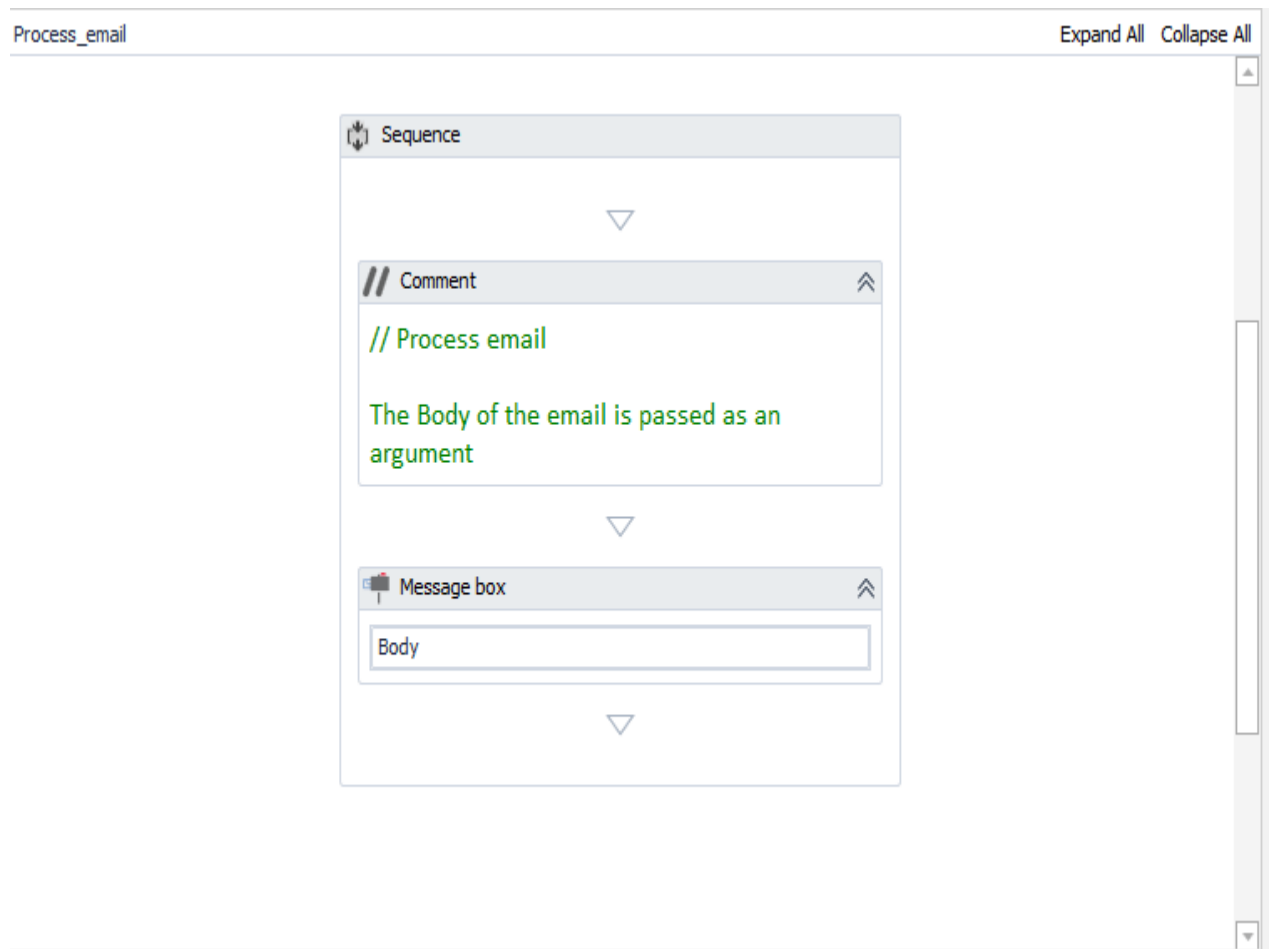 Process_email
Expand All Collapse All
Sequence
// Comment
// Process email
The Body of the email is passed as an
argument
Message box
Body